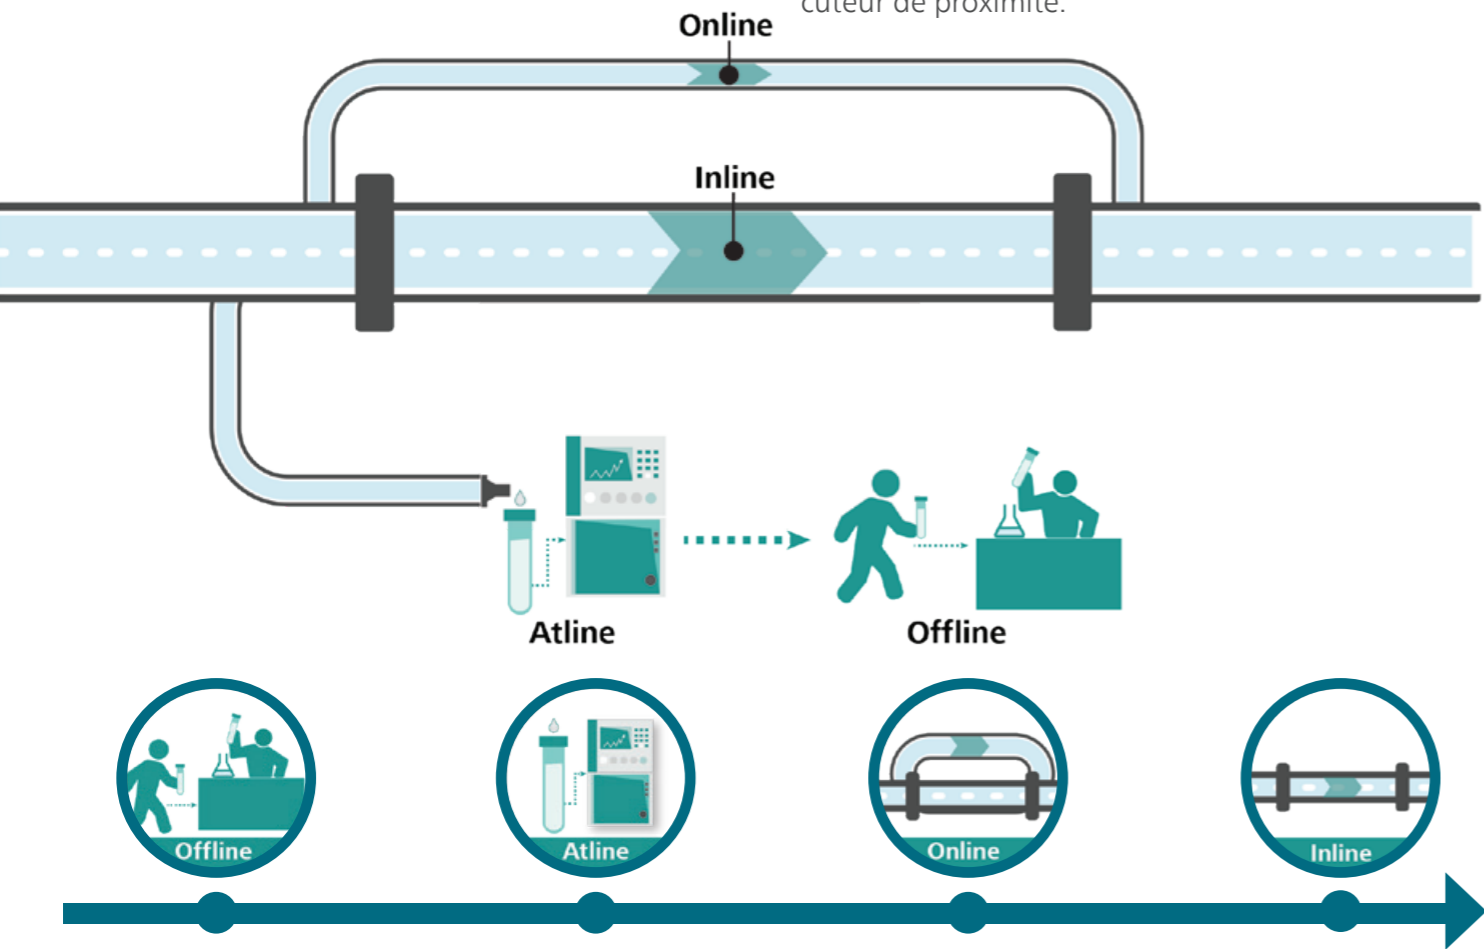 cuteur de proximité.
Online
Inline
Atline
Offline
Offline
Atline
Online
Inline